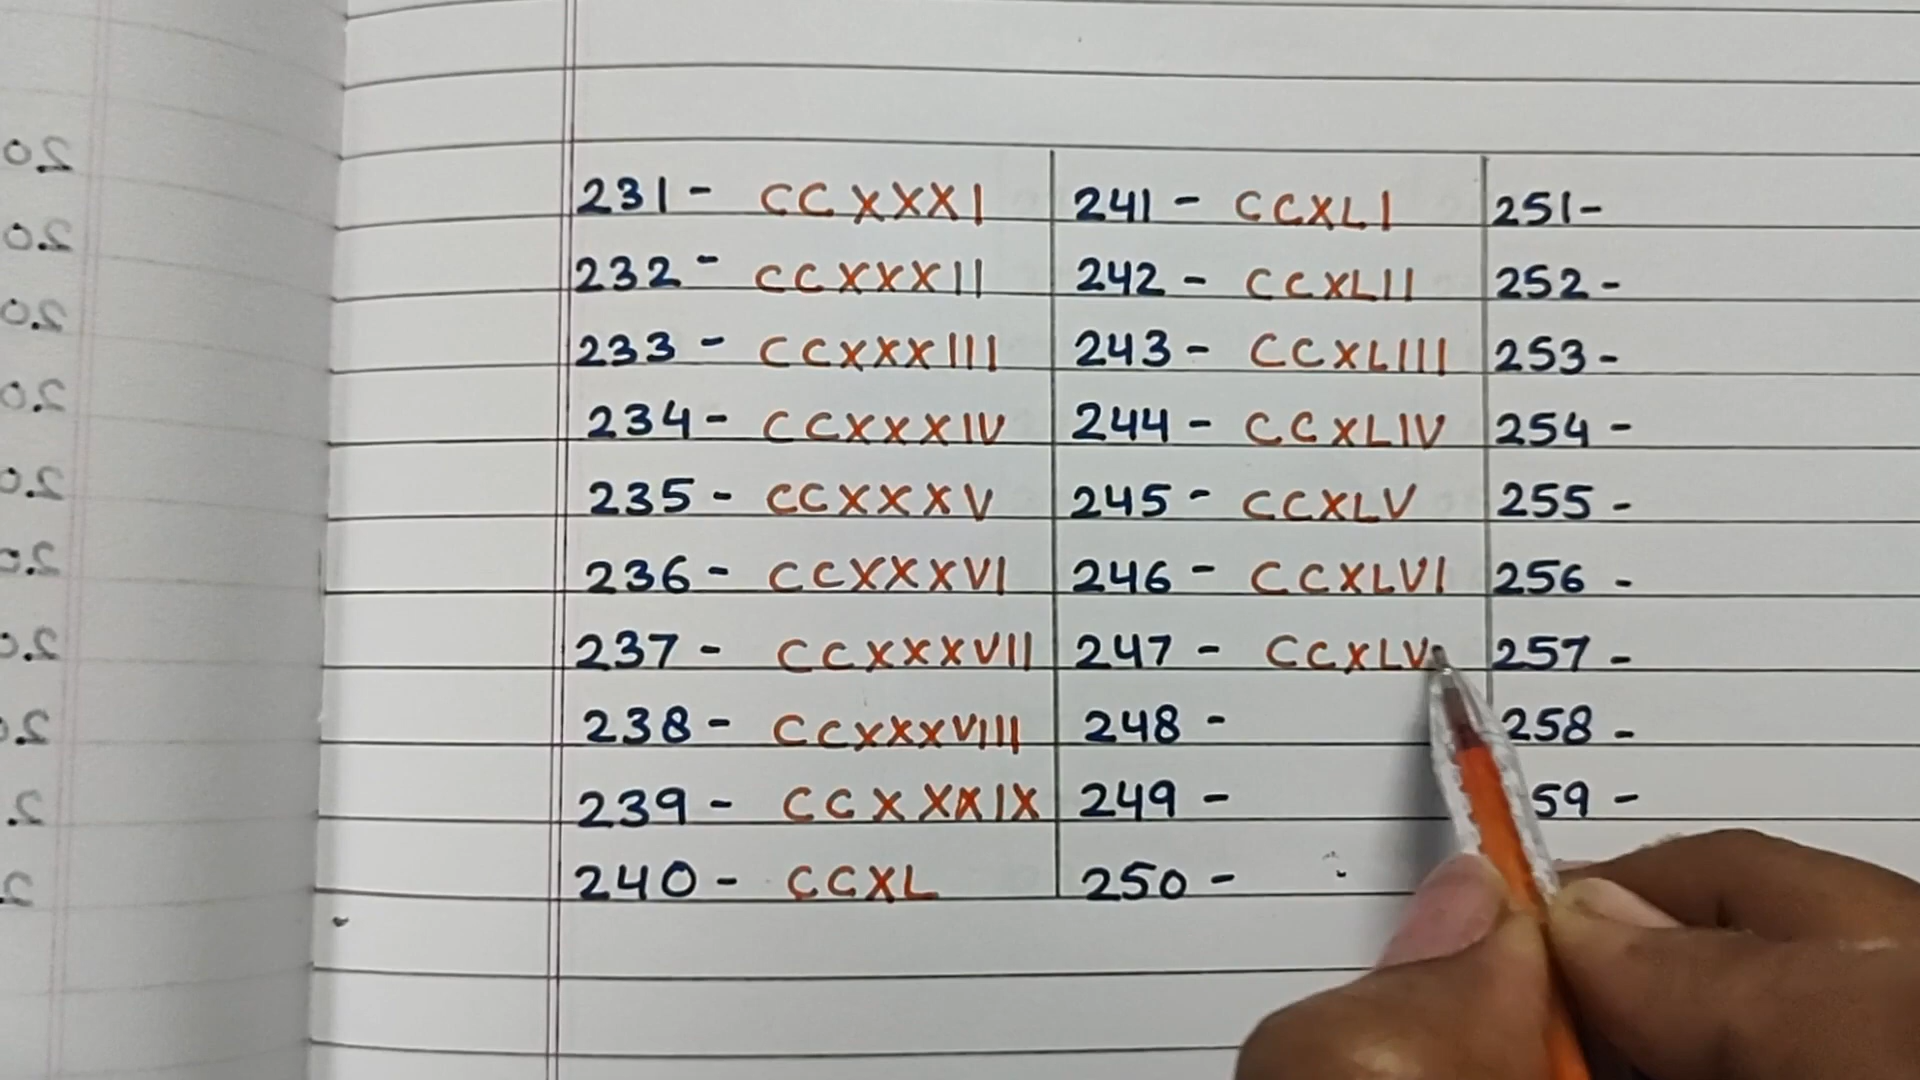 231 - CCXXXI
232 - CCXXXII
233 - CCXXXIII
234 - CCXXXIV
235 - CCXXXV
236 - CCXXXVI
237 - CCXXXVII
238 - CCXXXVIII
239 - CCXXXIX
240 - CCXL
241 - CCXLI
242 - CCXLII
243 - CCXLIII
244 - CCXLIV
245 - CCXLV
246 - CCXLVI
247 - CCXLV
248 -
249 -
250 -
251 -
252 -
253 -
254 -
255 -
256 -
257 -
258 -
59 -